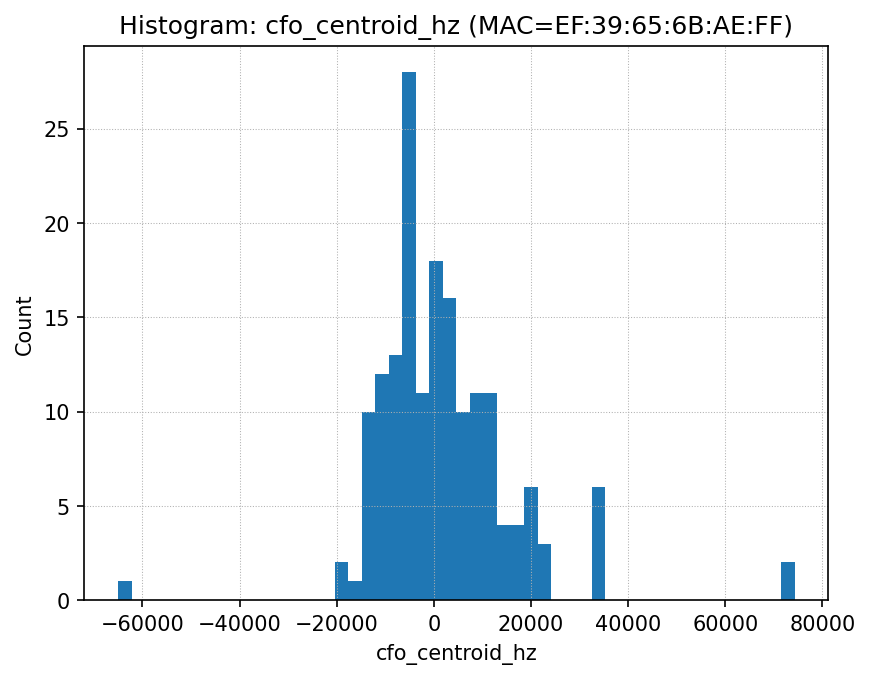 Histogram: cfo_centroid_hz (MAC=EF:39:65:6B:AE:FF)
Count
25
20
15
10
5
0
−60000 −40000 −20000 0 20000 40000 60000 80000
cfo_centroid_hz